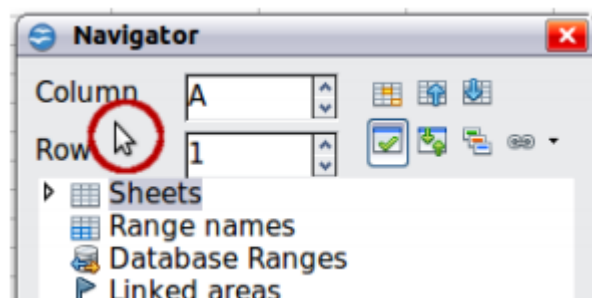 Navigator
Column A
Row 1
Sheets
Range names
Database Ranges
Linked areas